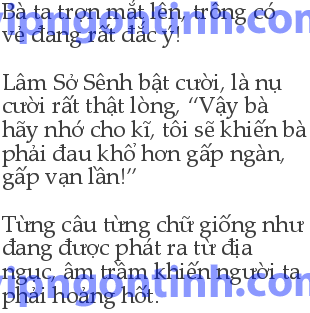 Bà ta trợn mắt lên, trông có
vẻ đang rất đắc ý!
Lâm Sở Sênh bật cười, là nụ
cười rất thật lòng, “Vậy bà
hãy nhớ cho kĩ, tôi sẽ khiến bà
phải đau khổ hơn gấp ngàn,
gấp vạn lần!”
Từng câu từng chữ giống như
đang được phát ra từ địa
ngục, âm trầm khiến người ta
phải hoảng hốt.